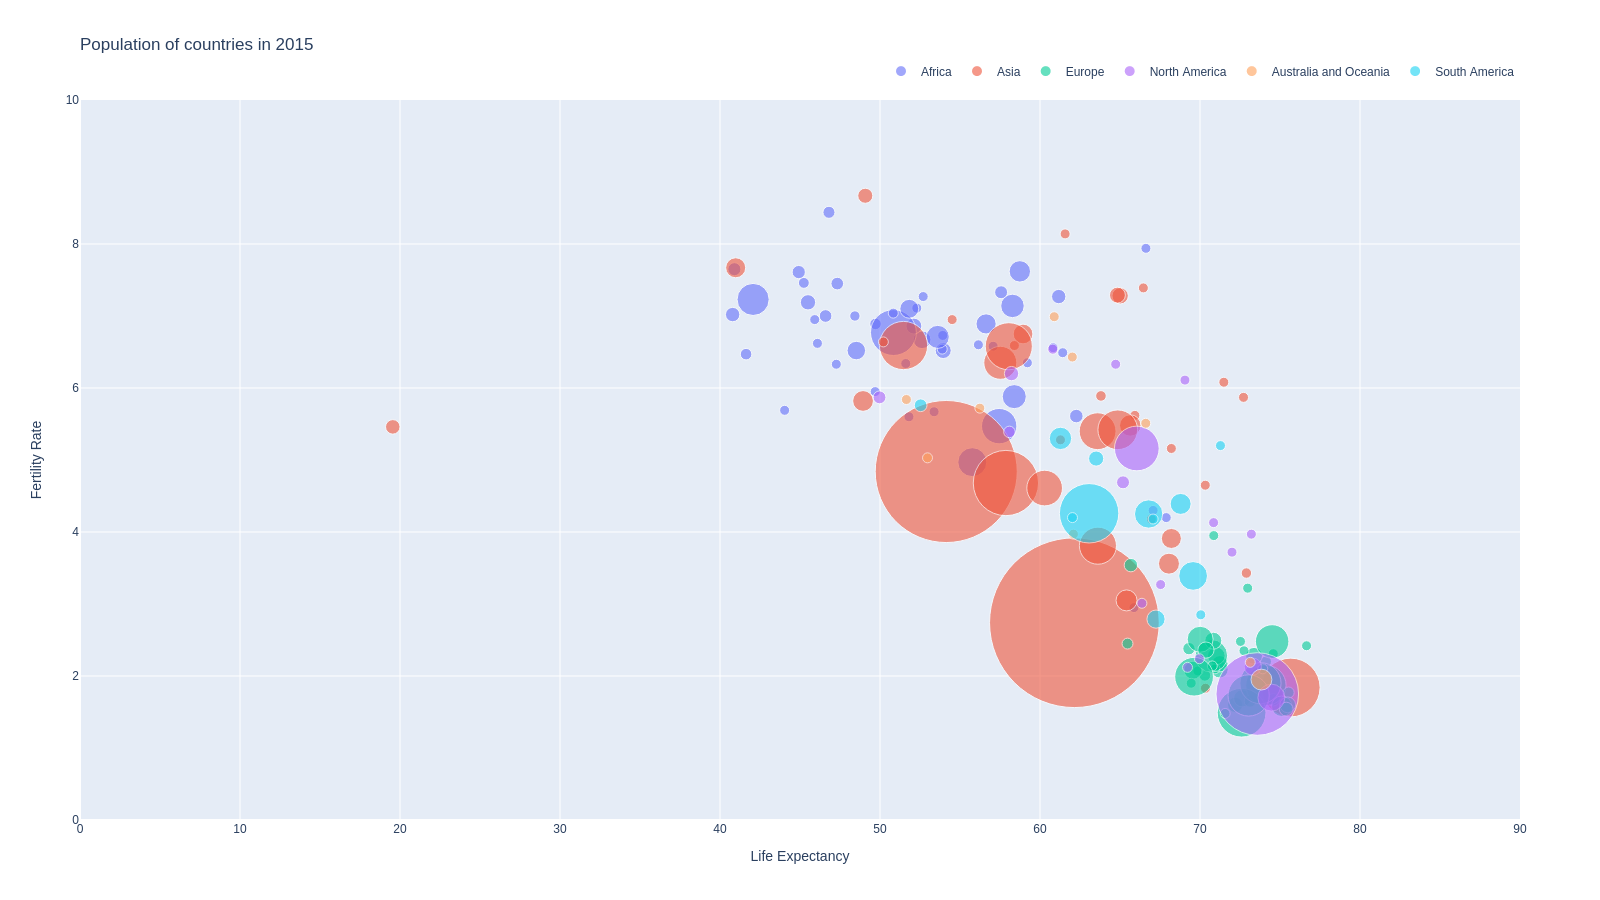 Population of countries in 2015
Africa Asia Europe North America Australia and Oceania South America
10
8
6
4
2
0
Fertility Rate
0 10 20 30 40 50 60 70 80 90
Life Expectancy